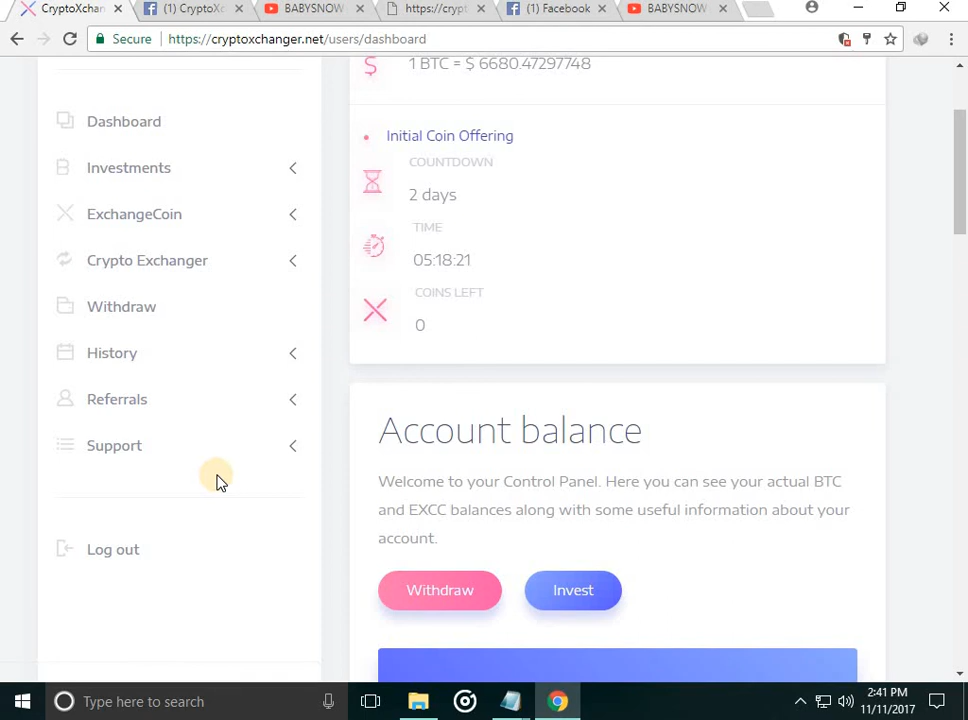 CryptoXchan
(1) CryptoXc
BABYSNOW
https://crypt
(1) Facebook
BABYSNOW
Secure
https://cryptoxchanger.net/users/dashboard
1 BTC = $ 6680.47297748
Dashboard
Investments
ExchangeCoin
Crypto Exchanger
Withdraw
History
Referrals
Support
Log out
Initial Coin Offering
COUNTDOWN
2 days
TIME
05:18:21
COINS LEFT
0
Account balance
Welcome to your Control Panel. Here you can see your actual BTC
and EXCC balances along with some useful information about your
account.
Withdraw
Invest
Type here to search
2:41 PM
11/11/2017